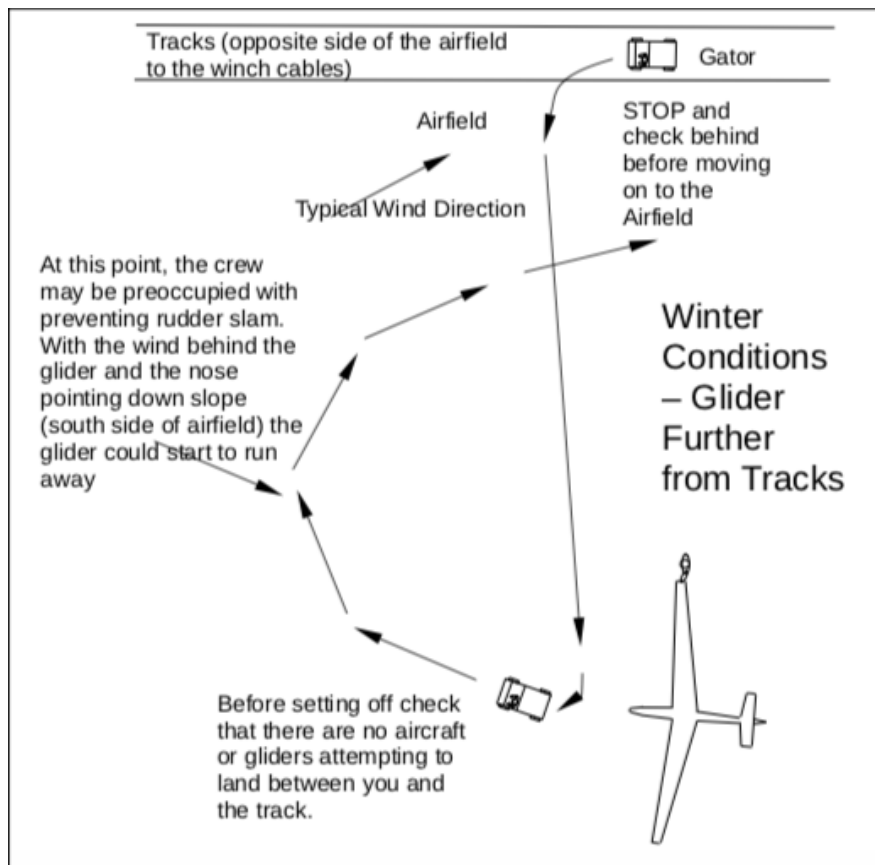 Tracks (opposite side of the airfield
to the winch cables)
Gator
Airfield
STOP and
check behind
before moving
on to the
Airfield
Typical Wind Direction
At this point, the crew
may be preoccupied with
preventing rudder slam.
With the wind behind the
glider and the nose
pointing down slope
(south side of airfield) the
glider could start to run
away
Winter
Conditions
– Glider
Further
from Tracks
Before setting off check
that there are no aircraft
or gliders attempting to
land between you and
the track.